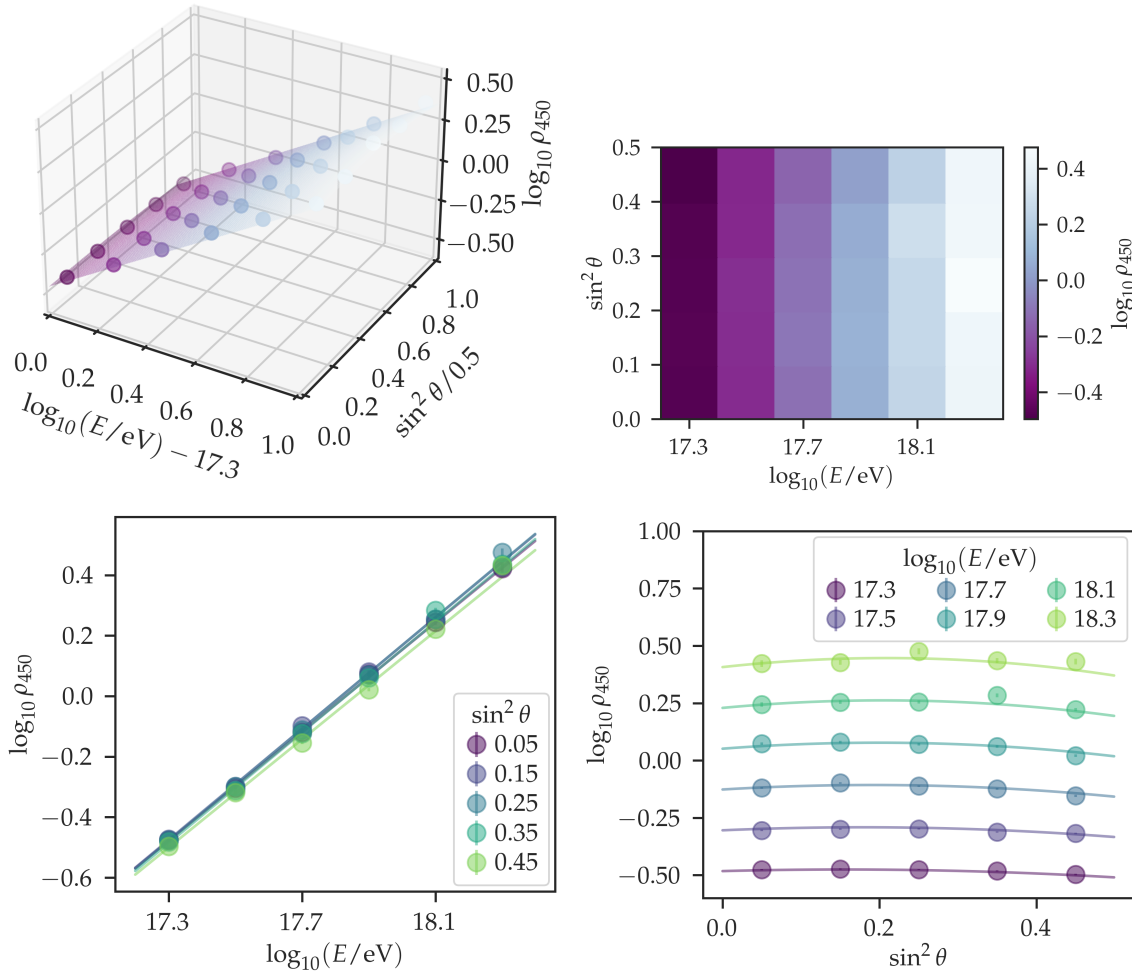 0.50
0.25
0.00
−0.25
−0.50
log₁₀ ρ₄₅₀
0.0
0.2
0.4
0.6
0.8
1.0
log₁₀(E/eV) − 17.3
0.0
0.2
0.4
0.6
0.8
1.0
sin² θ/0.5
0.5
0.4
0.3
0.2
0.1
0.0
sin² θ
17.3 17.7 18.1
log₁₀(E/eV)
0.4
0.2
0.0
−0.2
−0.4
log₁₀ ρ₄₅₀
0.4
0.2
0.0
−0.2
−0.4
−0.6
log₁₀ ρ₄₅₀
sin² θ
0.05
0.15
0.25
0.35
0.45
17.3 17.7 18.1
log₁₀(E/eV)
1.00
0.75
0.50
0.25
0.00
−0.25
−0.50
log₁₀ ρ₄₅₀
log₁₀(E/eV)
17.3 17.7 18.1
17.5 17.9 18.3
0.0 0.2 0.4
sin² θ